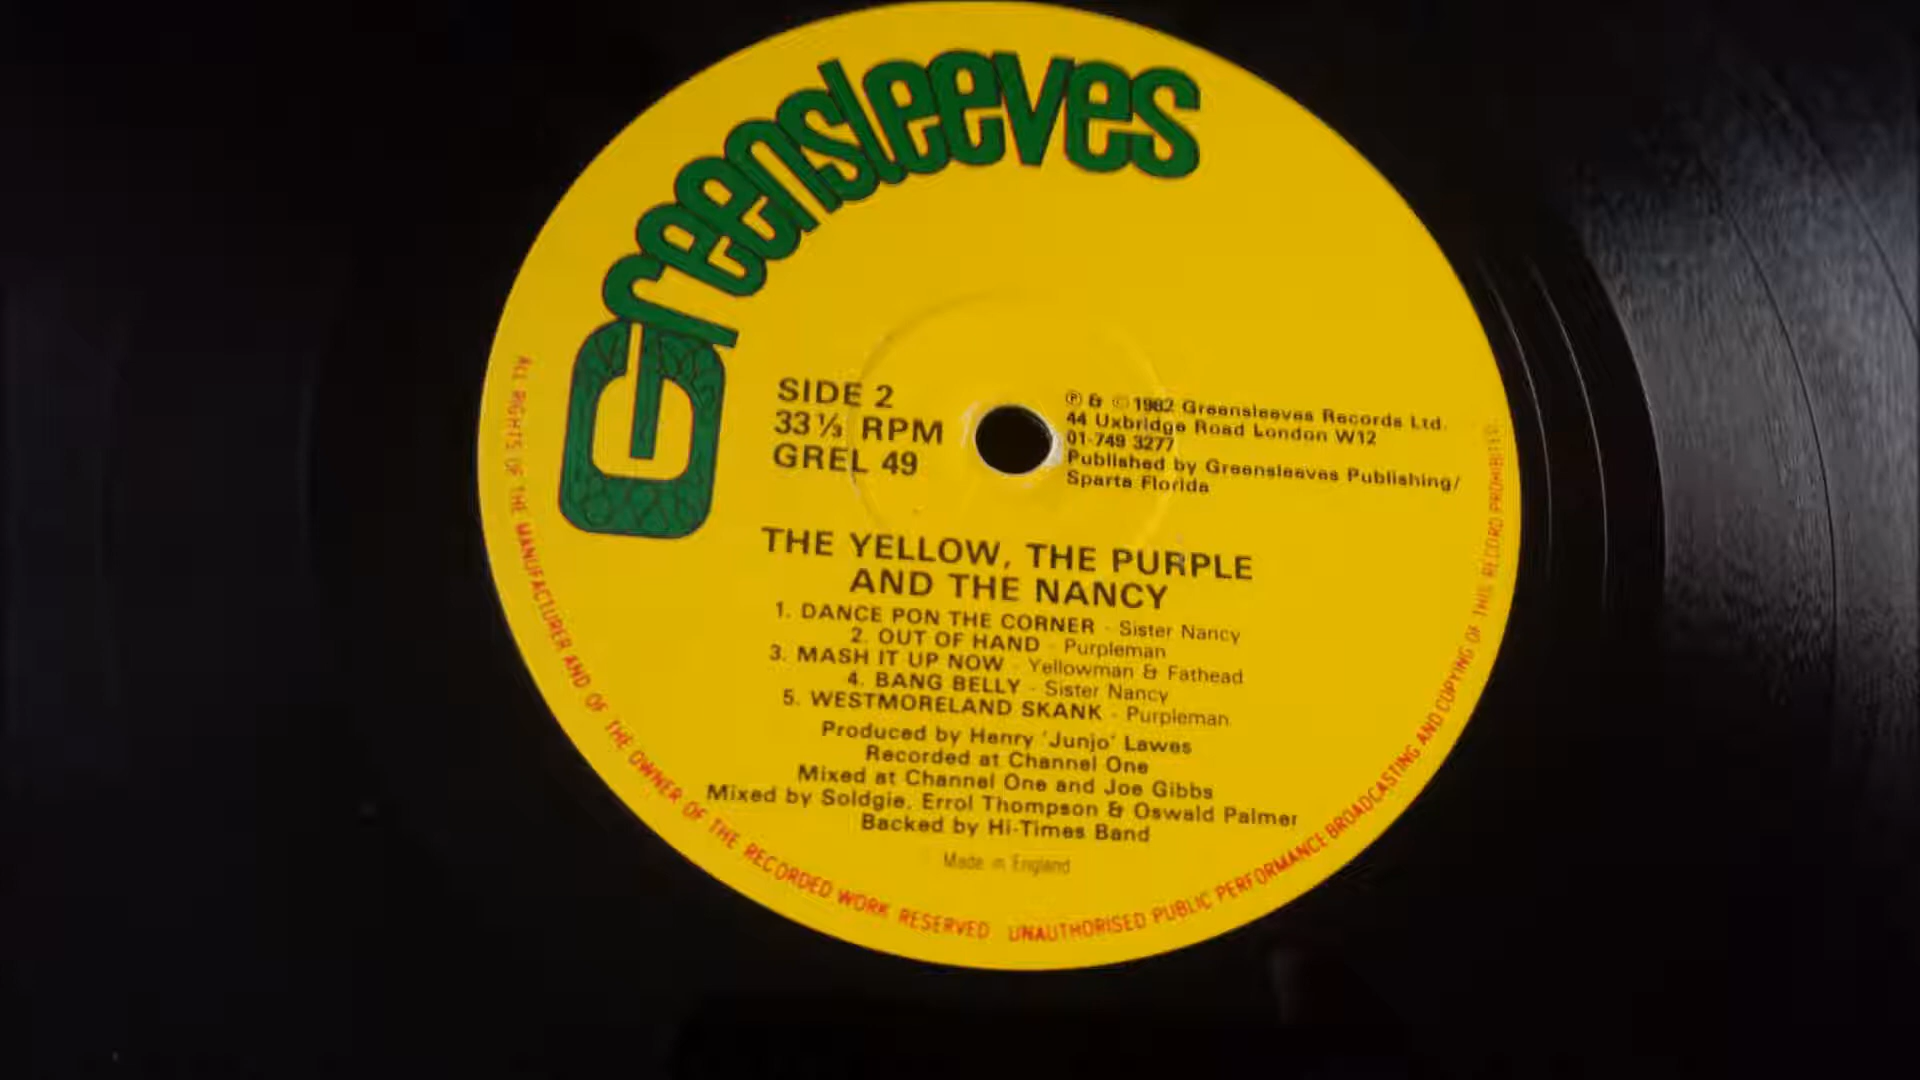 Greensleeves
SIDE 2
33⅓ RPM
GREL 49
℗ & © 1982 Greensleeves Records Ltd.
44 Uxbridge Road London W12
01-749 3277
Published by Greensleeves Publishing/
Sparta Florida
THE YELLOW, THE PURPLE
AND THE NANCY
1. DANCE PON THE CORNER - Sister Nancy
2. OUT OF HAND - Purpleman
3. MASH IT UP NOW - Yellowman & Fathead
4. BANG BELLY - Sister Nancy
5. WESTMORELAND SKANK - Purpleman
Produced by Henry 'Junjo' Lawes
Recorded at Channel One
Mixed at Channel One and Joe Gibbs
Mixed by Soldgie, Errol Thompson & Oswald Palmer
Backed by Hi-Times Band
Made in England
ALL RIGHTS OF THE MANUFACTURER AND OF THE OWNER OF THE RECORDED WORK RESERVED UNAUTHORISED PUBLIC PERFORMANCE BROADCASTING AND COPYING OF THIS RECORD PROHIBITED